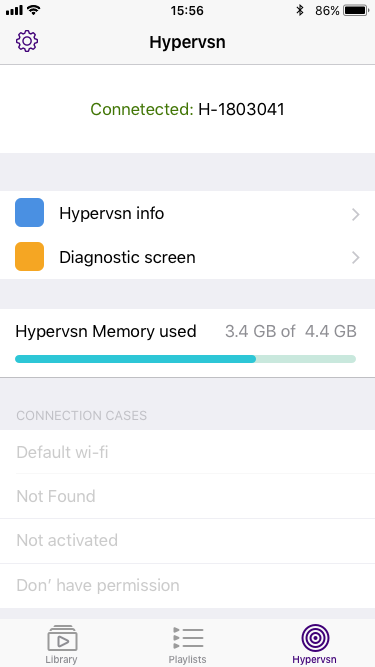 15:56
86%
Hypervsn
Connetected: H-1803041
Hypervsn info
Diagnostic screen
Hypervsn Memory used 3.4 GB of 4.4 GB
CONNECTION CASES
Default wi-fi
Not Found
Not activated
Don’ have permission
Library
Playlists
Hypervsn